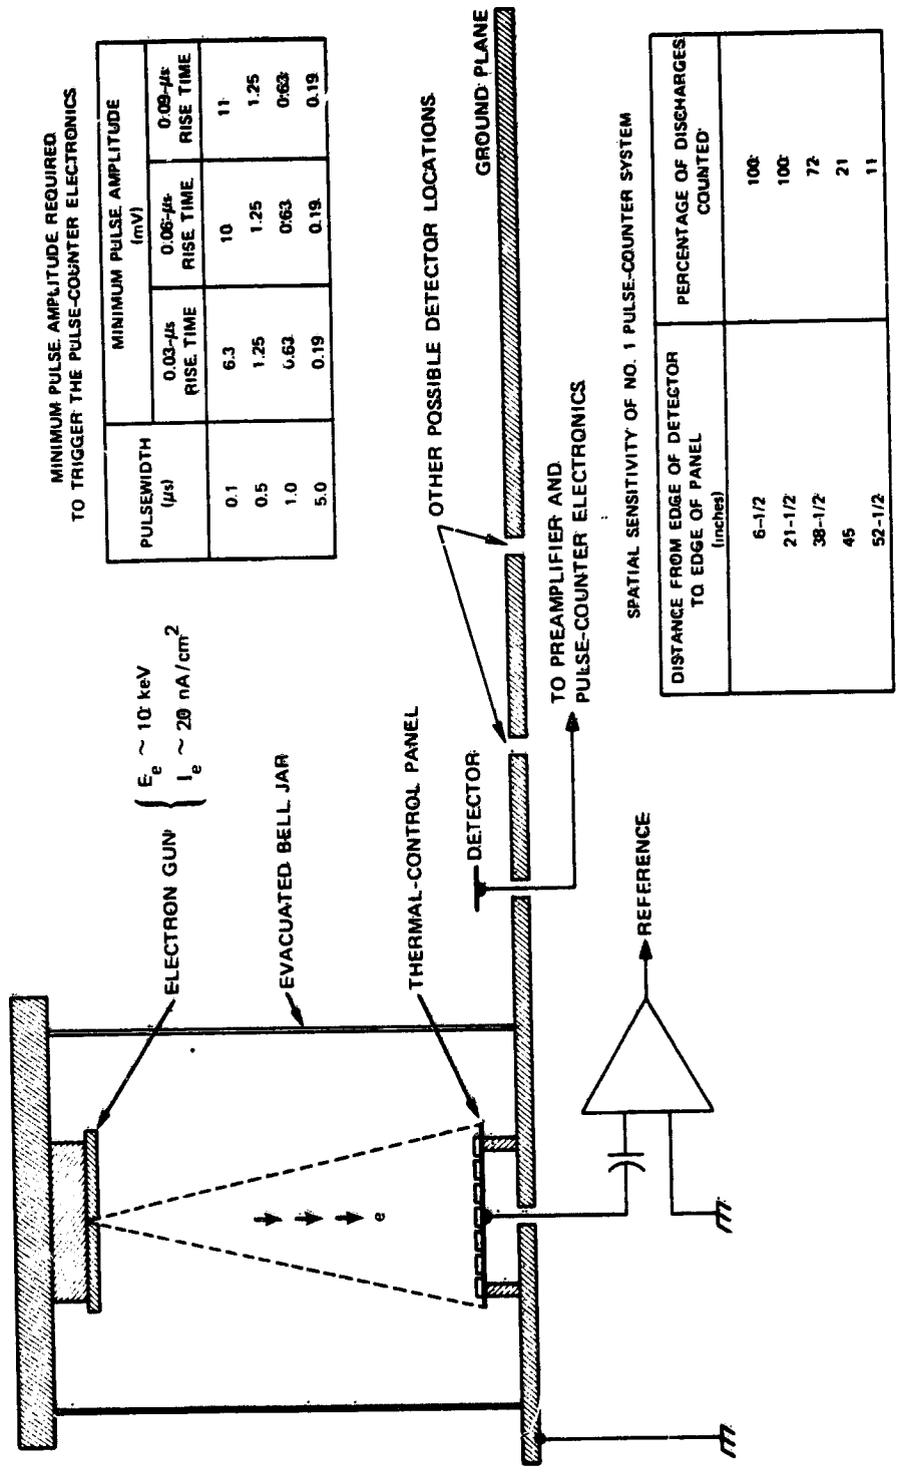 MINIMUM PULSE AMPLITUDE REQUIRED
TO TRIGGER THE PULSE-COUNTER ELECTRONICS
PULSEWIDTH
(μs)
MINIMUM PULSE AMPLITUDE
(mV)
0.03-μs
RISE TIME
0.06-μs
RISE TIME
0.09-μs
RISE TIME
0.1 6.3 10 11
0.5 1.25 1.25 1.25
1.0 0.63 0.63 0.63
5.0 0.19 0.19 0.19
ELECTRON GUN
E_e ~ 10 keV
I_e ~ 20 nA/cm²
EVACUATED BELL JAR
THERMAL-CONTROL PANEL
e
DETECTOR
OTHER POSSIBLE DETECTOR LOCATIONS
GROUND PLANE
TO PREAMPLIFIER AND
PULSE-COUNTER ELECTRONICS
REFERENCE
SPATIAL SENSITIVITY OF NO. 1 PULSE-COUNTER SYSTEM
DISTANCE FROM EDGE OF DETECTOR
TO EDGE OF PANEL
(inches)
PERCENTAGE OF DISCHARGES
COUNTED
6-1/2 100
21-1/2 100
38-1/2 72
45 21
52-1/2 11